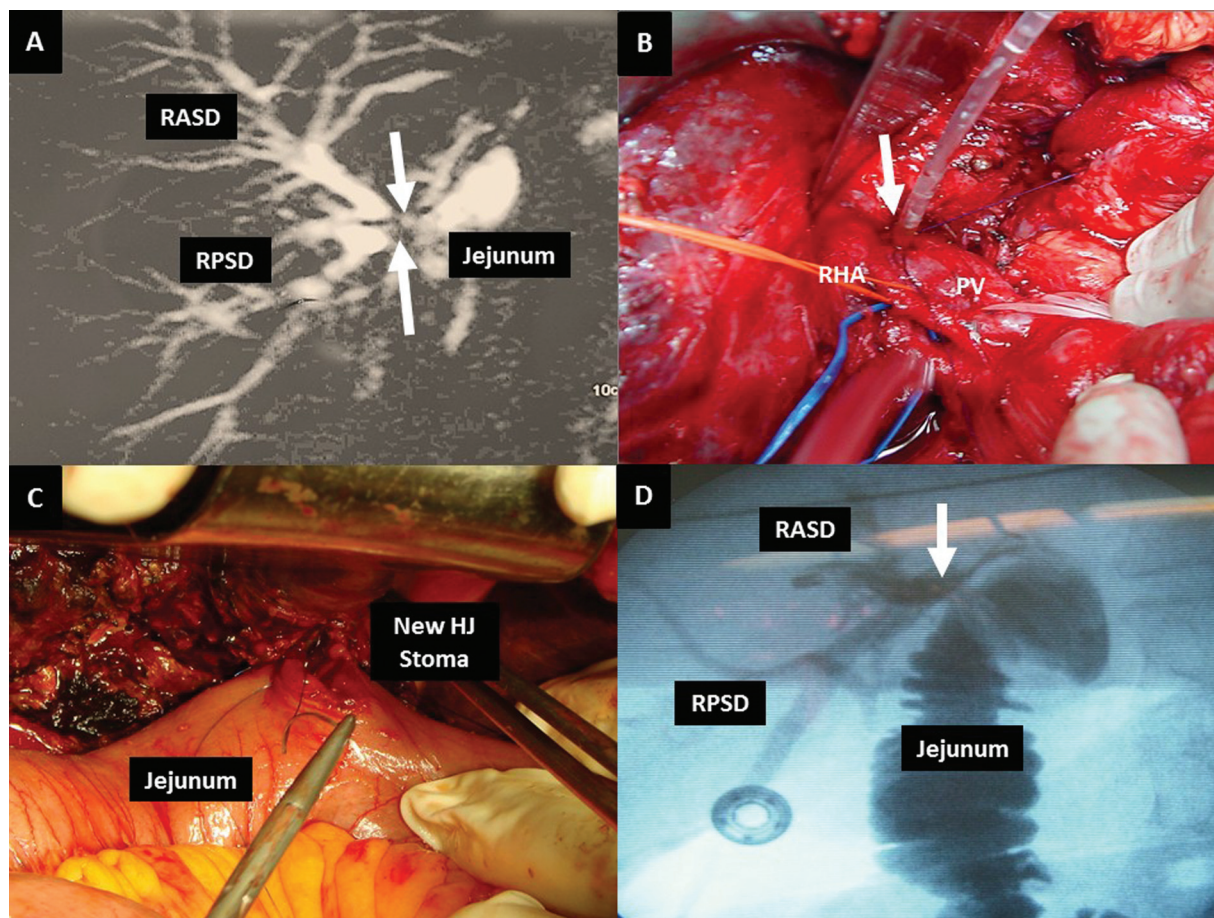 A
RASD
RPSD
Jejunum
10c
B
RHA
PV
C
New HJ
Stoma
Jejunum
D
RASD
RPSD
Jejunum